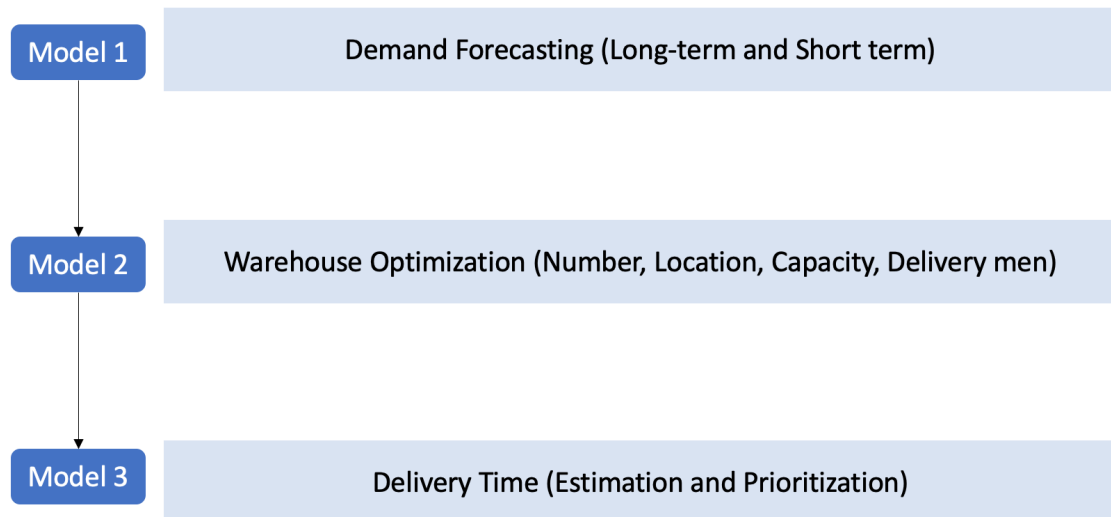 Model 1
Demand Forecasting (Long-term and Short term)
Model 2
Warehouse Optimization (Number, Location, Capacity, Delivery men)
Model 3
Delivery Time (Estimation and Prioritization)